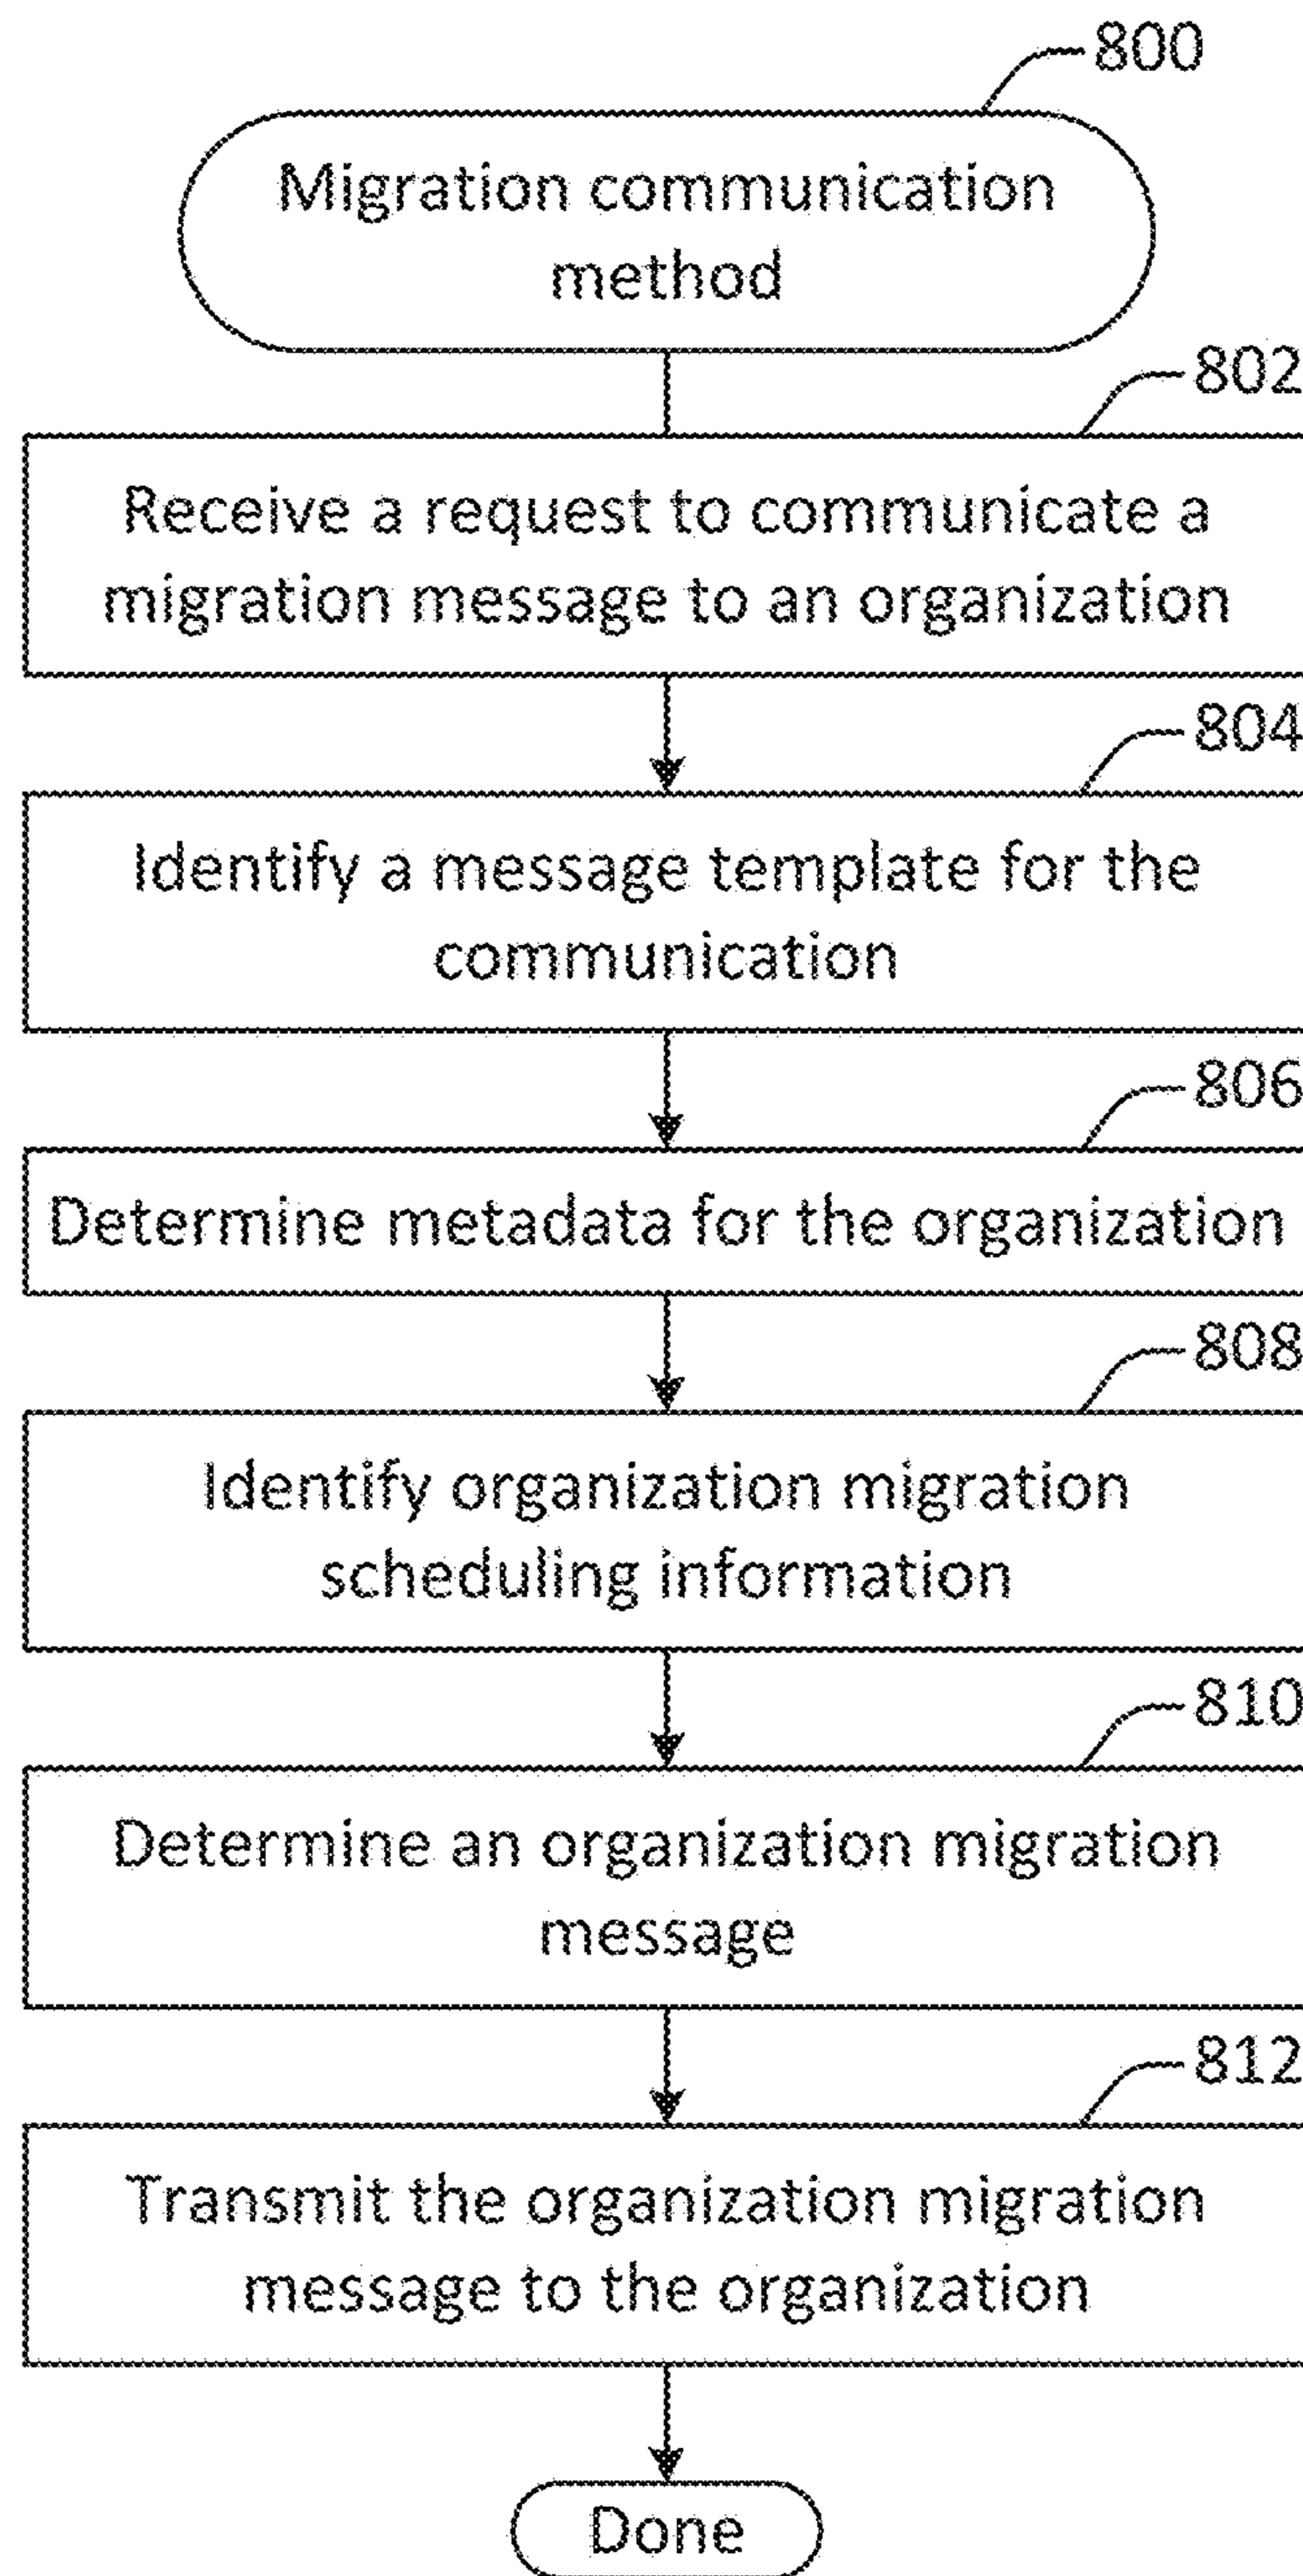 800
Migration communication
method
802
Receive a request to communicate a
migration message to an organization
804
Identify a message template for the
communication
806
Determine metadata for the organization
808
Identify organization migration
scheduling information
810
Determine an organization migration
message
812
Transmit the organization migration
message to the organization
Done